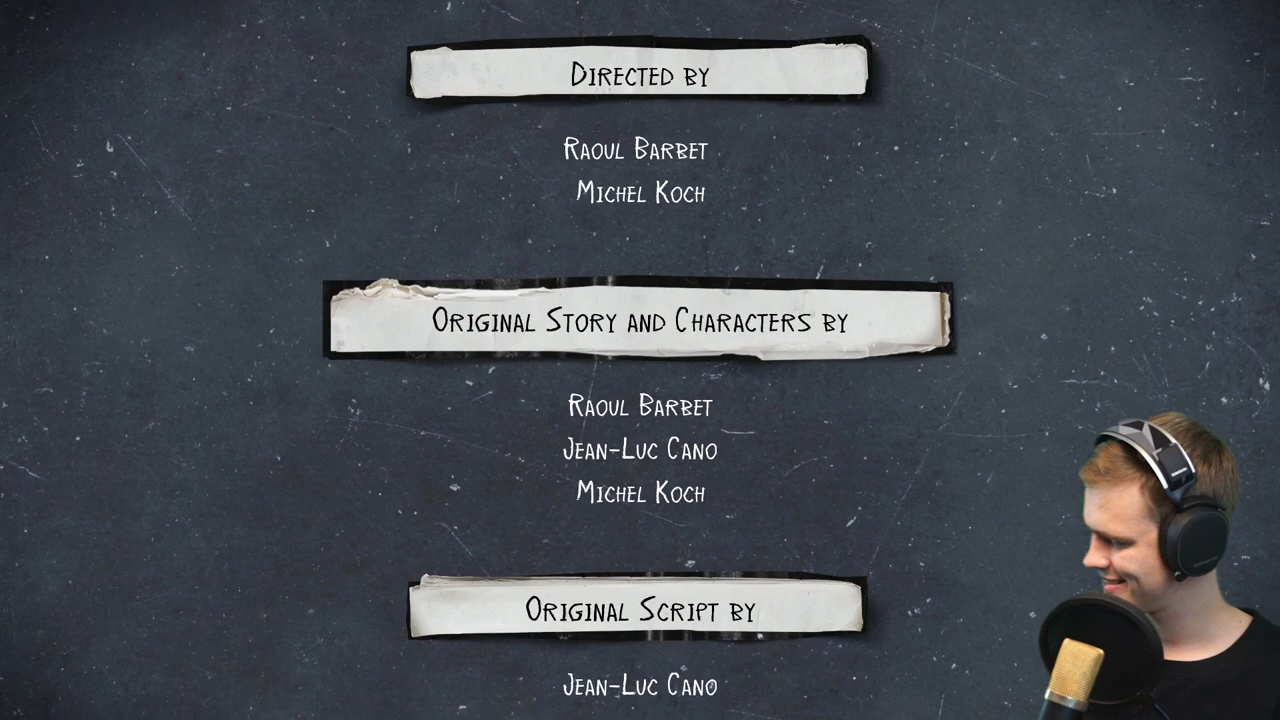 Directed by
Raoul Barbet
Michel Koch
Original Story and Characters by
Raoul Barbet
Jean-Luc Cano
Michel Koch
Original Script by
Jean-Luc Cano